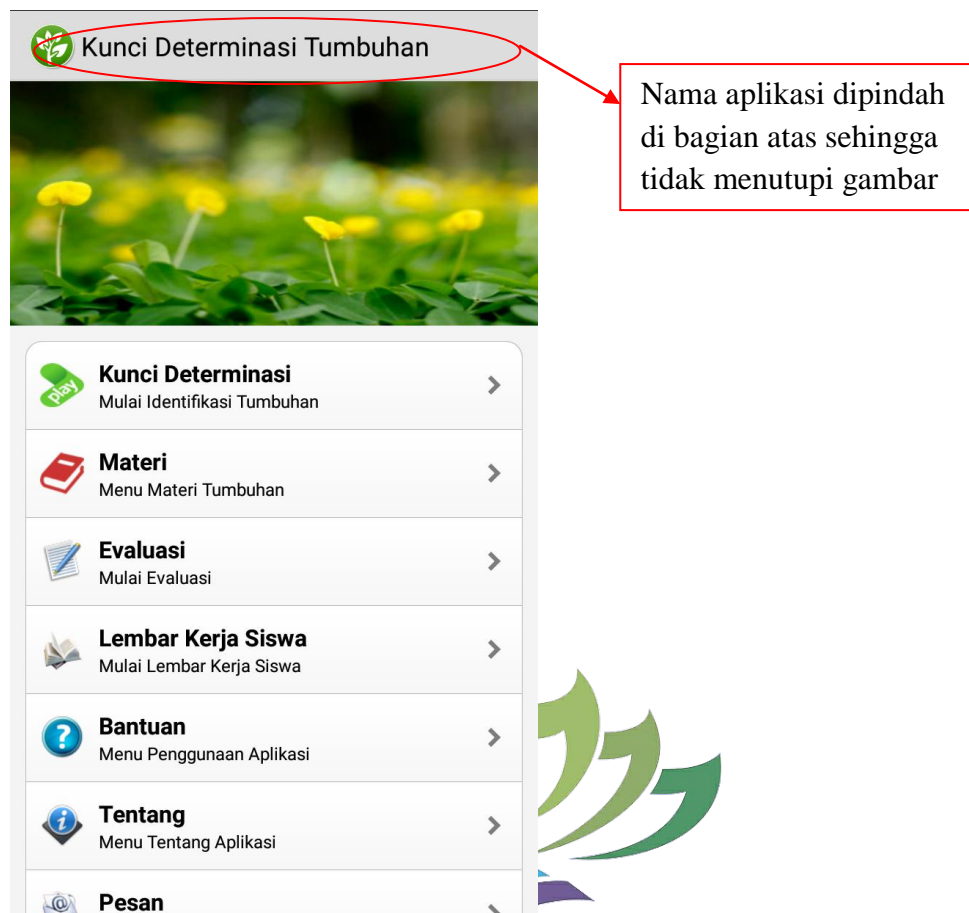 Kunci Determinasi Tumbuhan
Nama aplikasi dipindah
di bagian atas sehingga
tidak menutupi gambar
play
Kunci Determinasi
Mulai Identifikasi Tumbuhan
Materi
Menu Materi Tumbuhan
Evaluasi
Mulai Evaluasi
Lembar Kerja Siswa
Mulai Lembar Kerja Siswa
Bantuan
Menu Penggunaan Aplikasi
Tentang
Menu Tentang Aplikasi
Pesan